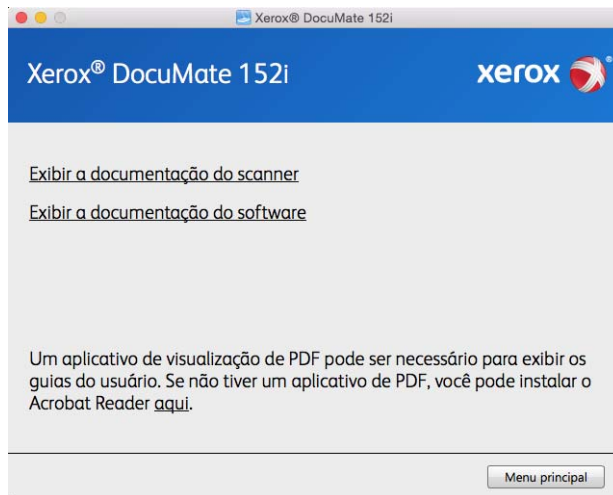 Xerox® DocuMate 152i
Xerox® DocuMate 152i
xerox ®
Exibir a documentação do scanner
Exibir a documentação do software
Um aplicativo de visualização de PDF pode ser necessário para exibir os
guias do usuário. Se não tiver um aplicativo de PDF, você pode instalar o
Acrobat Reader aqui.
Menu principal